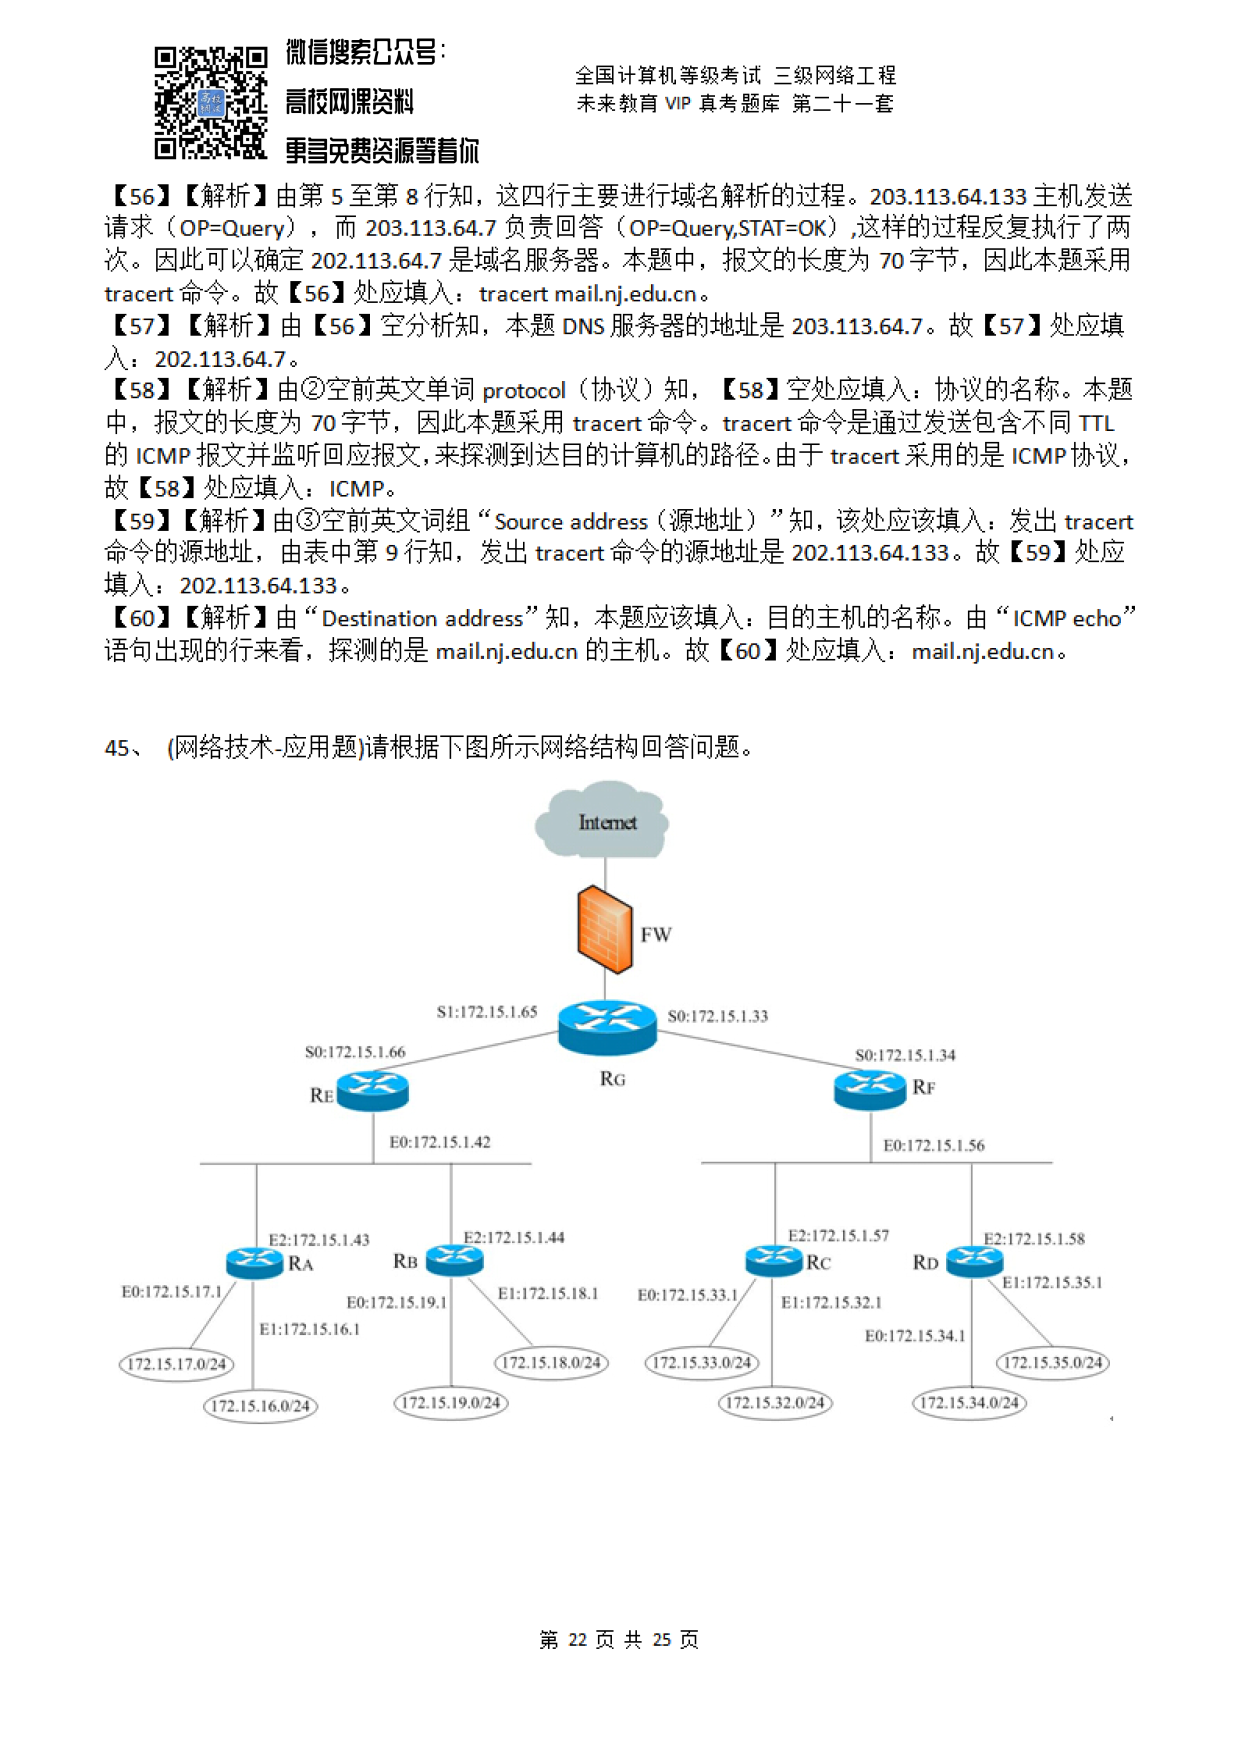 微信搜索公众号：
高校网课资料
更多免费资源等着你
全国计算机等级考试 三级网络工程
未来教育 VIP 真考题库 第二十一套
【56】【解析】由第 5 至第 8 行知，这四行主要进行域名解析的过程。203.113.64.133 主机发送
请求（OP=Query），而 203.113.64.7 负责回答（OP=Query,STAT=OK）,这样的过程反复执行了两
次。因此可以确定 202.113.64.7 是域名服务器。本题中，报文的长度为 70 字节，因此本题采用
tracert 命令。故【56】处应填入：tracert mail.nj.edu.cn。
【57】【解析】由【56】空分析知，本题 DNS 服务器的地址是 203.113.64.7。故【57】处应填
入：202.113.64.7。
【58】【解析】由②空前英文单词 protocol（协议）知，【58】空处应填入：协议的名称。本题
中，报文的长度为 70 字节，因此本题采用 tracert 命令。tracert 命令是通过发送包含不同 TTL
的 ICMP 报文并监听回应报文，来探测到达目的计算机的路径。由于 tracert 采用的是 ICMP 协议，
故【58】处应填入：ICMP。
【59】【解析】由③空前英文词组“Source address（源地址）”知，该处应该填入：发出 tracert
命令的源地址，由表中第 9 行知，发出 tracert 命令的源地址是 202.113.64.133。故【59】处应
填入：202.113.64.133。
【60】【解析】由“Destination address”知，本题应该填入：目的主机的名称。由“ICMP echo”
语句出现的行来看，探测的是 mail.nj.edu.cn 的主机。故【60】处应填入：mail.nj.edu.cn。
45、 (网络技术-应用题)请根据下图所示网络结构回答问题。
Internet
FW
S1:172.15.1.65
S0:172.15.1.33
RG
S0:172.15.1.66
S0:172.15.1.34
RE
RF
E0:172.15.1.42
E0:172.15.1.56
E2:172.15.1.43
E2:172.15.1.44
E2:172.15.1.57
E2:172.15.1.58
RA
RB
RC
RD
E0:172.15.17.1
E1:172.15.16.1
E0:172.15.19.1
E1:172.15.18.1
E0:172.15.33.1
E1:172.15.32.1
E0:172.15.34.1
E1:172.15.35.1
172.15.17.0/24
172.15.16.0/24
172.15.19.0/24
172.15.18.0/24
172.15.33.0/24
172.15.32.0/24
172.15.34.0/24
172.15.35.0/24
第 22 页 共 25 页